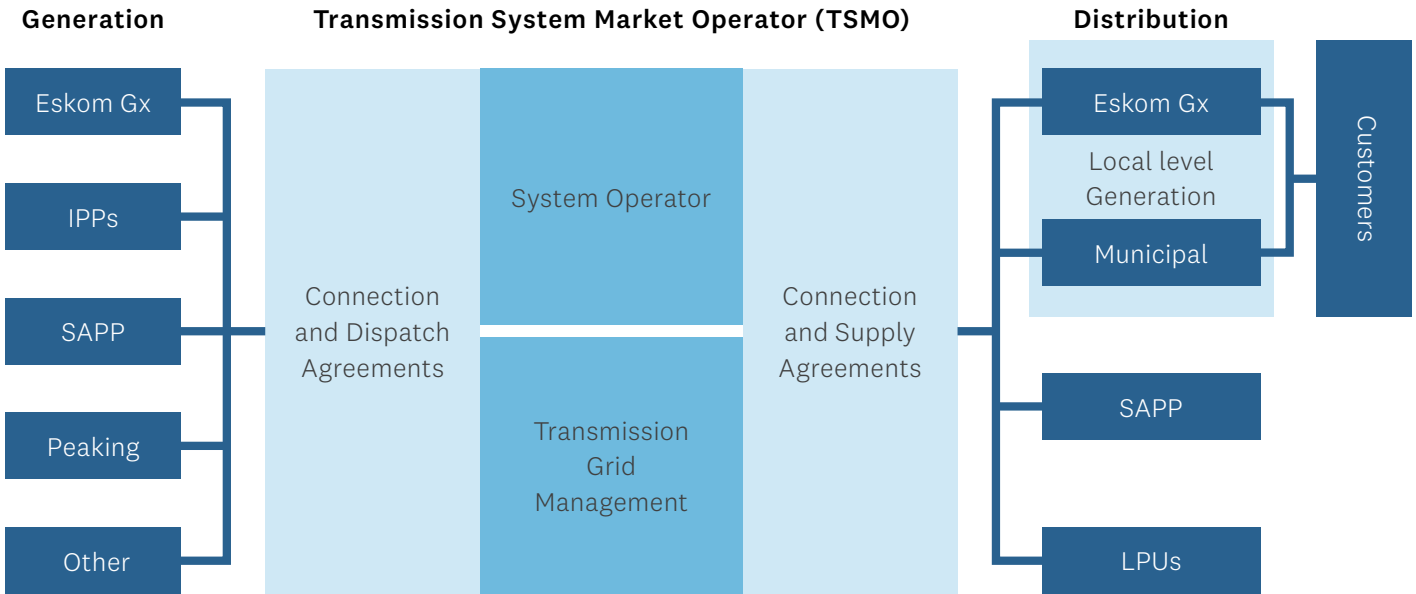 Generation
Transmission System Market Operator (TSMO)
Distribution
Eskom Gx
IPPs
SAPP
Peaking
Other
Connection
and Dispatch
Agreements
System Operator
Transmission
Grid
Management
Connection
and Supply
Agreements
Eskom Gx
Local level
Generation
Municipal
SAPP
LPUs
Customers